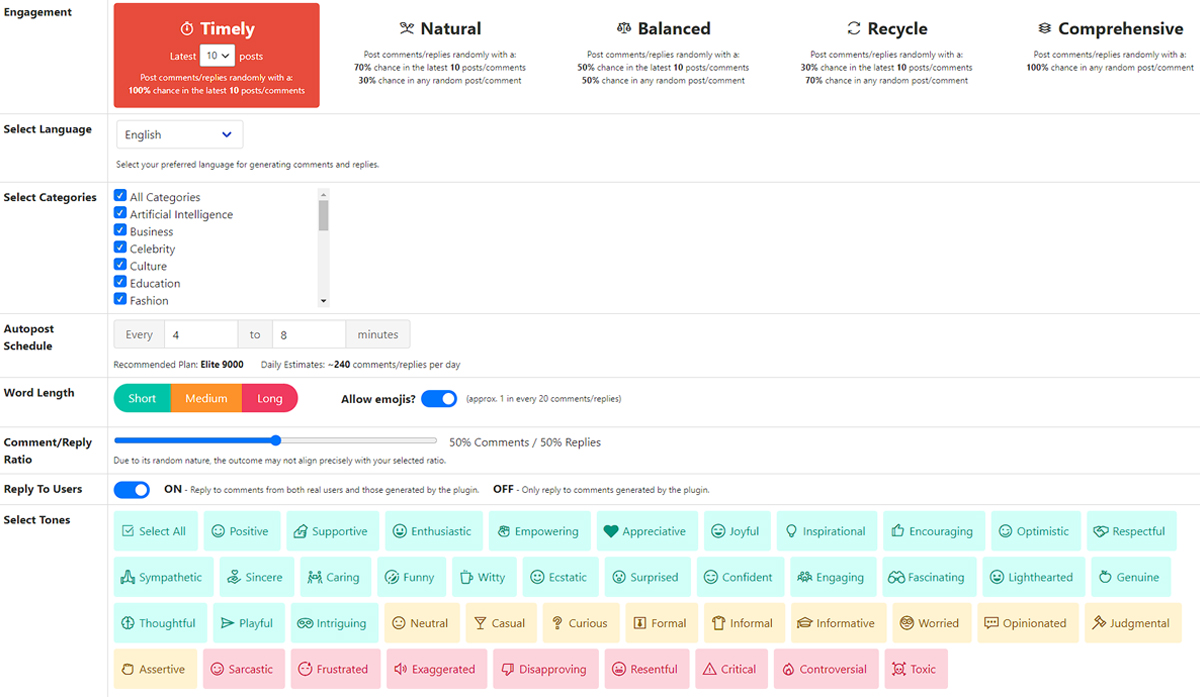 Engagement
Timely
Latest 10 posts
Post comments/replies randomly with a:
100% chance in the latest 10 posts/comments
Natural
Post comments/replies randomly with a:
70% chance in the latest 10 posts/comments
30% chance in any random post/comment
Balanced
Post comments/replies randomly with a:
50% chance in the latest 10 posts/comments
50% chance in any random post/comment
Recycle
Post comments/replies randomly with a:
30% chance in the latest 10 posts/comments
70% chance in any random post/comment
Comprehensive
Post comments/replies randomly with a:
100% chance in any random post/comment
Select Language
English
Select your preferred language for generating comments and replies.
Select Categories
All Categories
Artificial Intelligence
Business
Celebrity
Culture
Education
Fashion
Autopost
Schedule
Every 4 to 8 minutes
Recommended Plan: Elite 9000 Daily Estimates: ~240 comments/replies per day
Word Length
Short Medium Long Allow emojis? (approx. 1 in every 20 comments/replies)
Comment/Reply
Ratio
50% Comments / 50% Replies
Due to its random nature, the outcome may not align precisely with your selected ratio.
Reply To Users
ON - Reply to comments from both real users and those generated by the plugin. OFF - Only reply to comments generated by the plugin.
Select Tones
Select All Positive Supportive Enthusiastic Empowering Appreciative Joyful Inspirational Encouraging Optimistic Respectful
Sympathetic Sincere Caring Funny Witty Ecstatic Surprised Confident Engaging Fascinating Lighthearted Genuine
Thoughtful Playful Intriguing Neutral Casual Curious Formal Informal Informative Worried Opinionated Judgmental
Assertive Sarcastic Frustrated Exaggerated Disapproving Resentful Critical Controversial Toxic